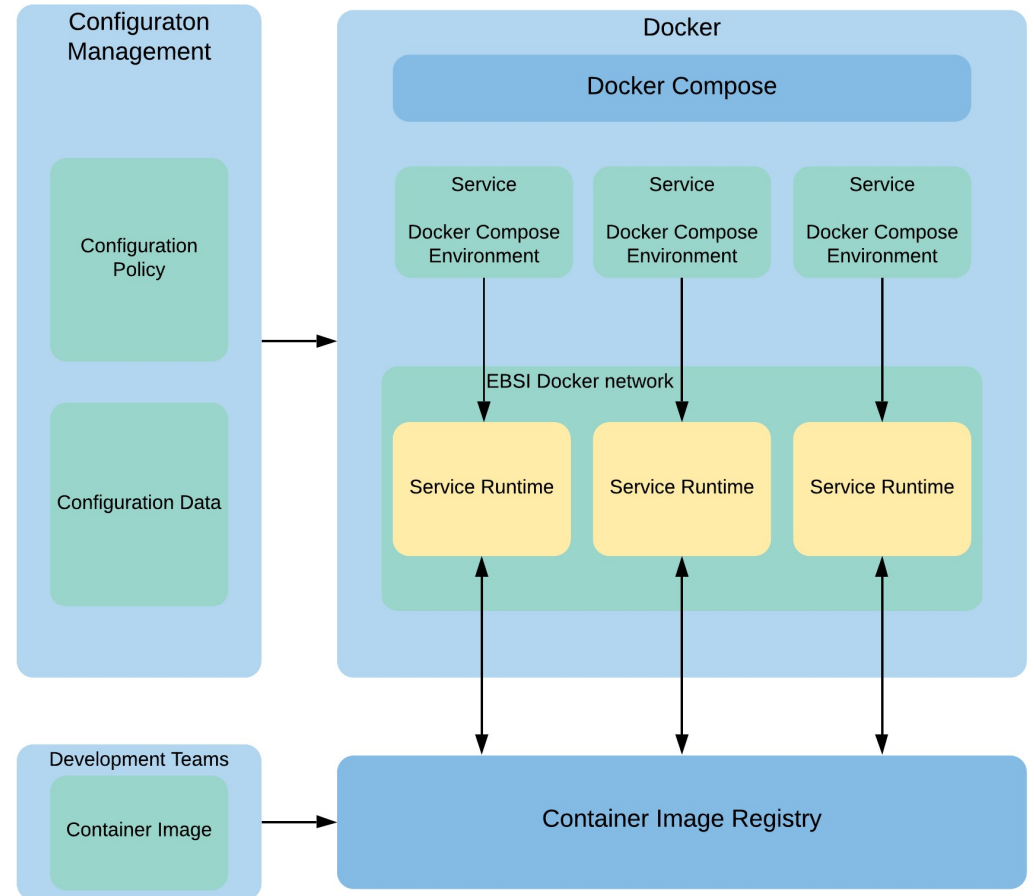 Configuraton
Management
Configuration
Policy
Configuration Data
Docker
Docker Compose
Service
Docker Compose
Environment
Service
Docker Compose
Environment
Service
Docker Compose
Environment
EBSI Docker network
Service Runtime
Service Runtime
Service Runtime
Development Teams
Container Image
Container Image Registry